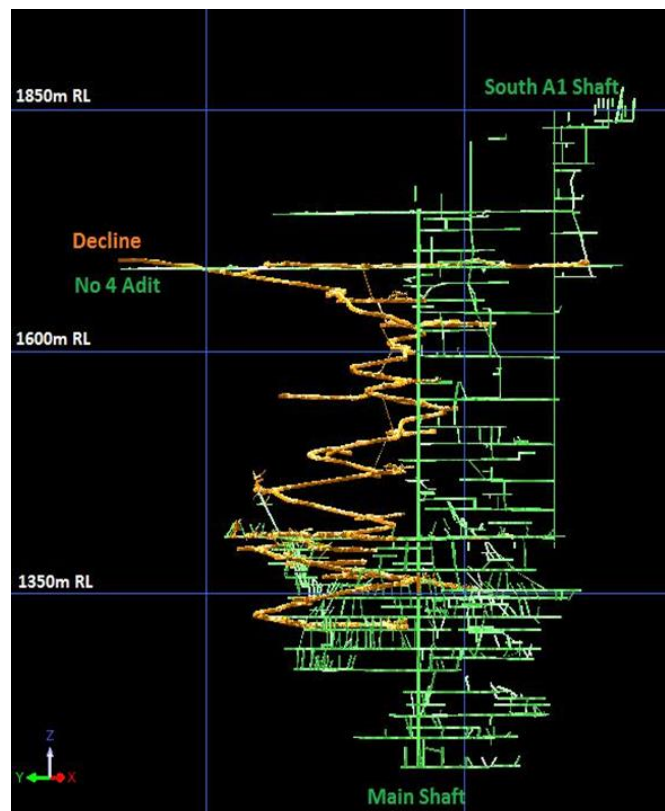 South A1 Shaft
1850m RL
Decline
No 4 Adit
1600m RL
1350m RL
Z
Y
X
Main Shaft